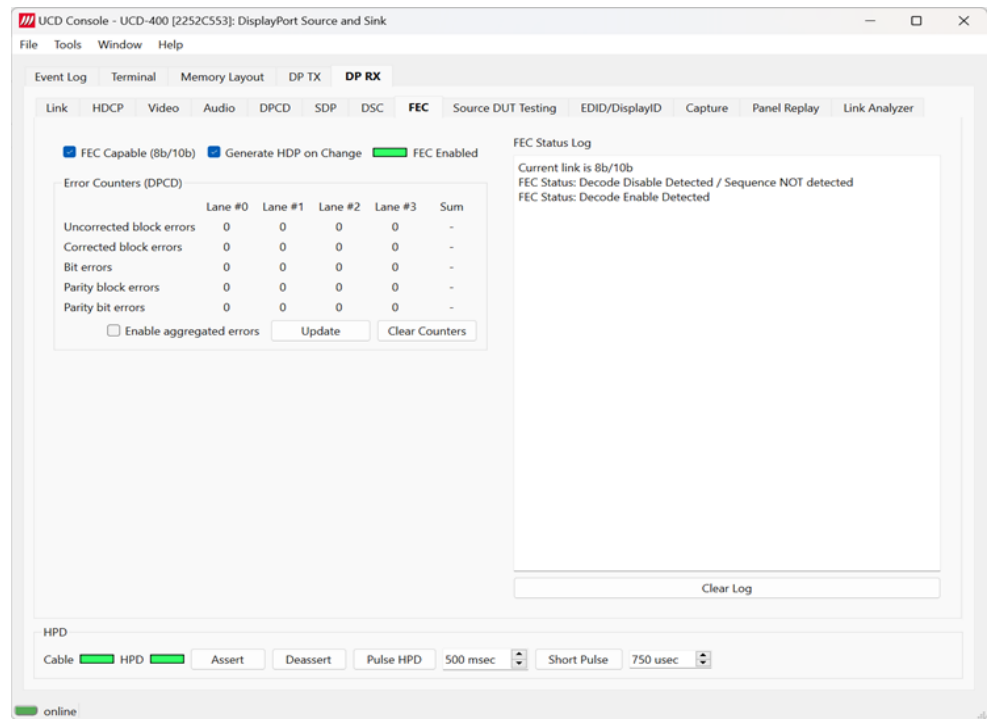 UCD Console - UCD-400 [2252C553]: DisplayPort Source and Sink
File Tools Window Help
Event Log Terminal Memory Layout DP TX DP RX
Link HDCP Video Audio DPCD SDP DSC FEC Source DUT Testing EDID/DisplayID Capture Panel Replay Link Analyzer
FEC Capable (8b/10b) Generate HDP on Change FEC Enabled
Error Counters (DPCD)
Lane #0 Lane #1 Lane #2 Lane #3 Sum
Uncorrected block errors 0 0 0 0 -
Corrected block errors 0 0 0 0 -
Bit errors 0 0 0 0 -
Parity block errors 0 0 0 0 -
Parity bit errors 0 0 0 0 -
Enable aggregated errors Update Clear Counters
FEC Status Log
Current link is 8b/10b
FEC Status: Decode Disable Detected / Sequence NOT detected
FEC Status: Decode Enable Detected
Clear Log
HPD
Cable HPD Assert Deassert Pulse HPD 500 msec Short Pulse 750 usec
online